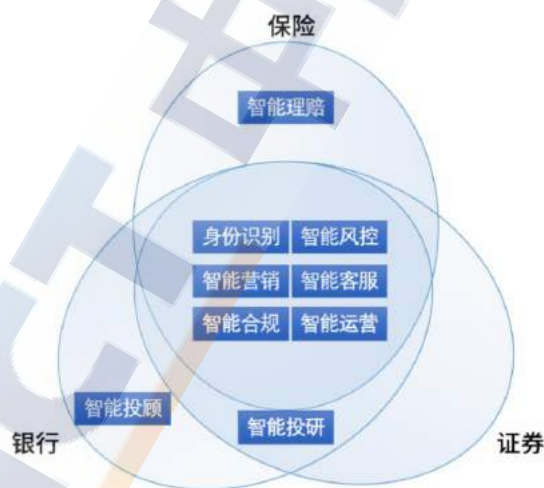 保险
智能理赔
身份识别 智能风控
智能营销 智能客服
智能合规 智能运营
智能投顾
智能投研
银行
证券